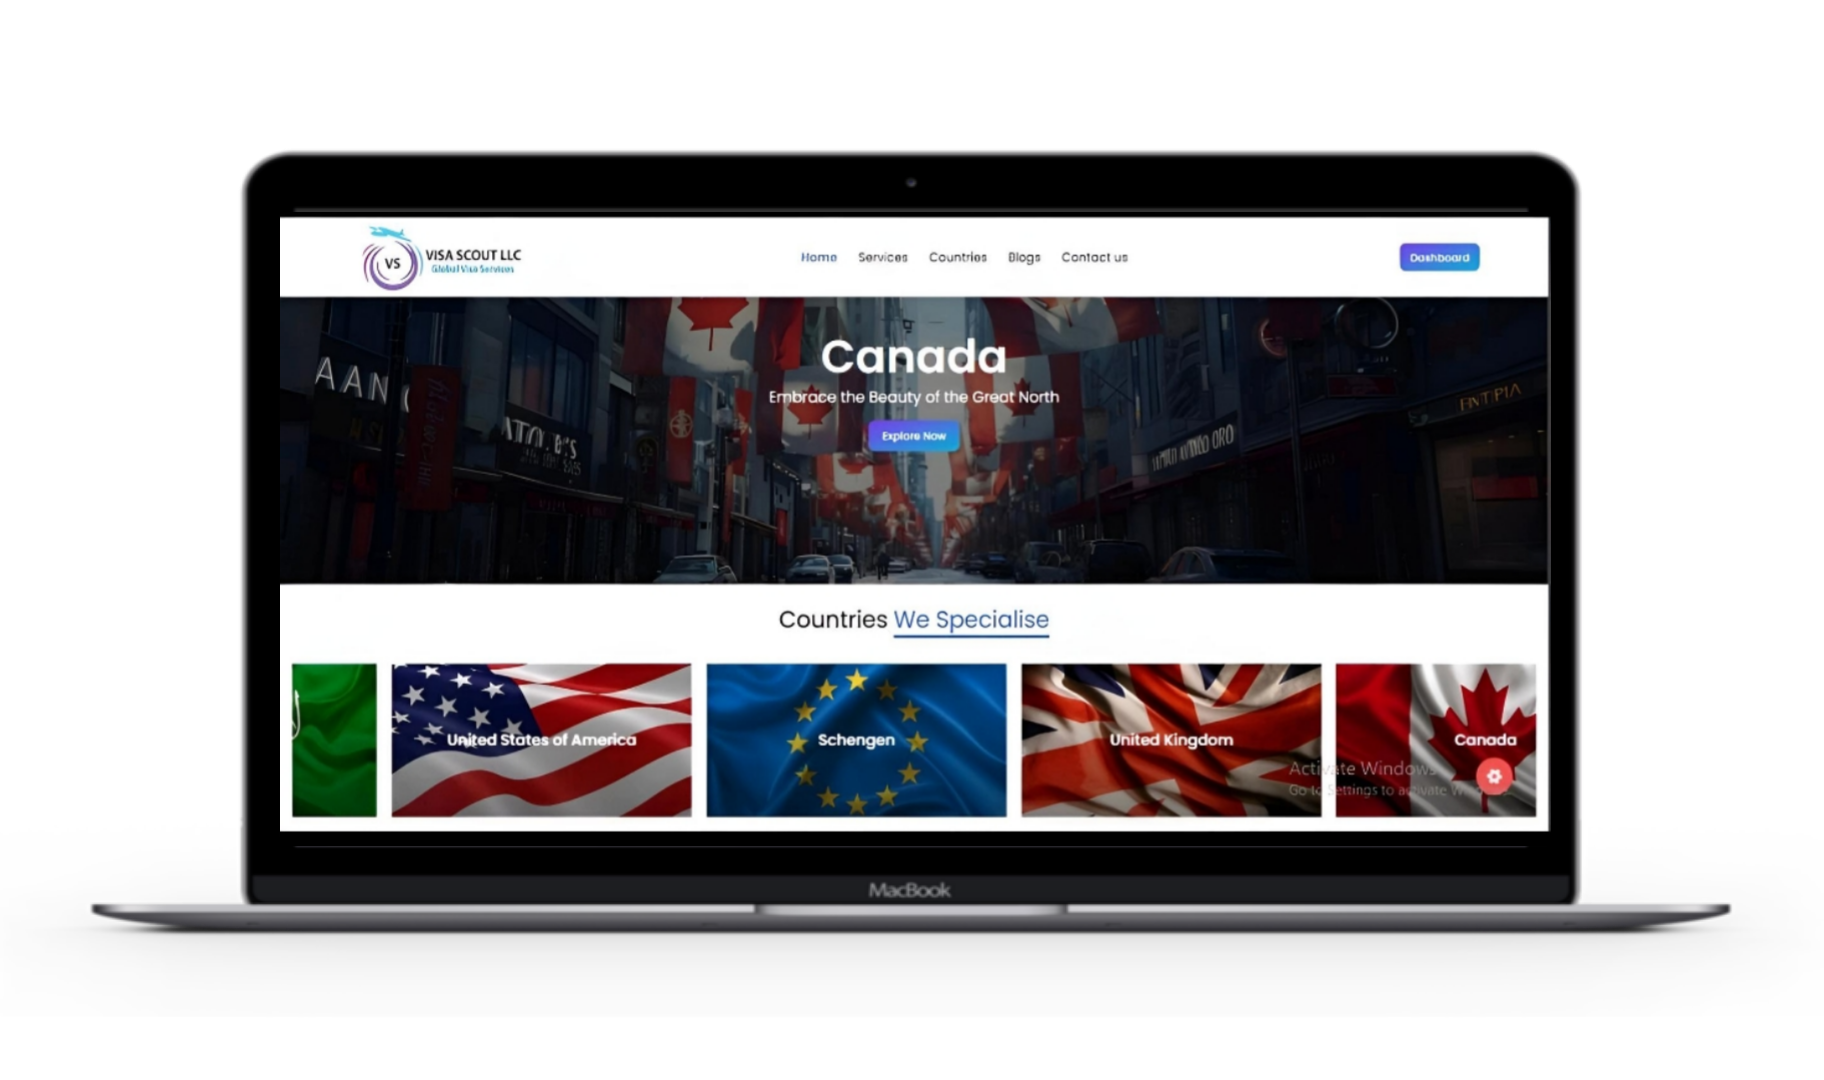 VS
VISA SCOUT LLC
Global Visa Services
Home Services Countries Blogs Contact us
Dashboard
Canada
Embrace the Beauty of the Great North
Explore Now
Countries We Specialise
United States of America Schengen United Kingdom Canada
Activate Windows
Go to Settings to activate Windows
MacBook